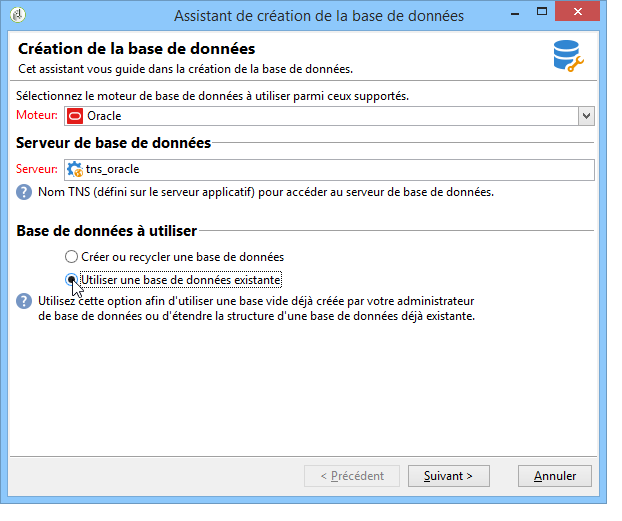 Assistant de création de la base de données
Création de la base de données
Cet assistant vous guide dans la création de la base de données.
Sélectionnez le moteur de base de données à utiliser parmi ceux supportés.
Moteur: Oracle
Serveur de base de données
Serveur: tns_oracle
? Nom TNS (défini sur le serveur applicatif) pour accéder au serveur de base de données.
Base de données à utiliser
Créer ou recycler une base de données
Utiliser une base de données existante
? Utilisez cette option afin d'utiliser une base vide déjà créée par votre administrateur
de base de données ou d'étendre la structure d'une base de données déjà existante.
< Précédent Suivant > Annuler